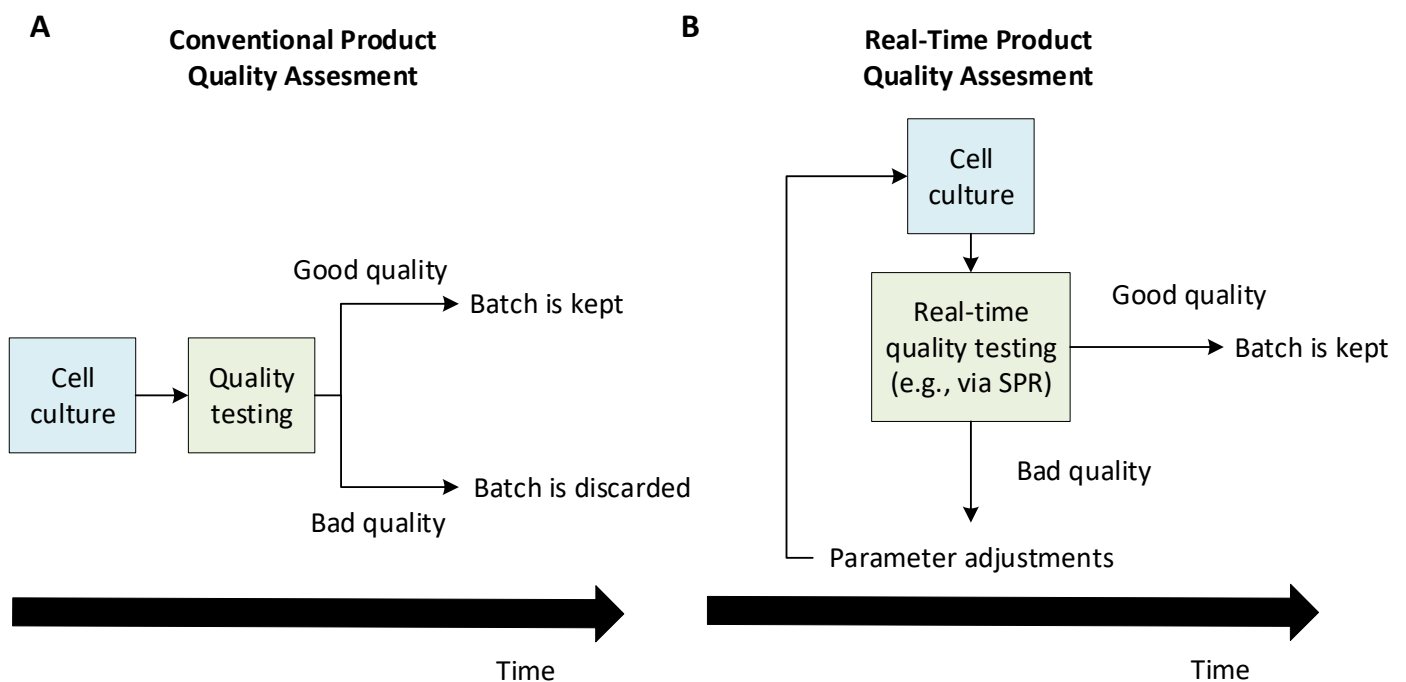 A
Conventional Product
Quality Assesment
Good quality
Batch is kept
Cell
culture
Quality
testing
Batch is discarded
Bad quality
Time
B
Real-Time Product
Quality Assesment
Cell
culture
Real-time
quality testing
(e.g., via SPR)
Good quality
Batch is kept
Bad quality
Parameter adjustments
Time